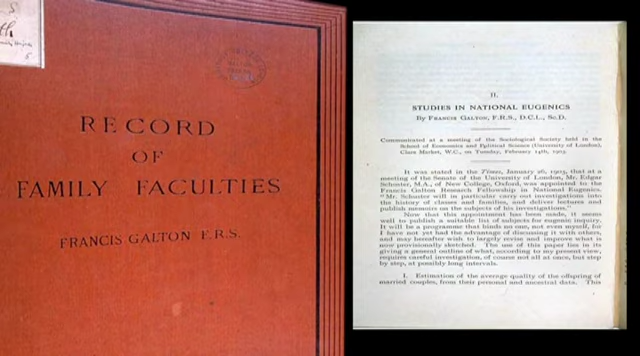 RECORD
OF
FAMILY FACULTIES
FRANCIS GALTON F.R.S.
II.
STUDIES IN NATIONAL EUGENICS
By Francis Galton, F.R.S., D.C.L., Sc.D.
Communicated at a meeting of the Sociological Society held in the
School of Economics and Political Science (University of London),
Clare Market, W.C., on Tuesday, February 14th, 1905.
It was stated in the Times, January 26, 1905, that at a
meeting of the Senate of the University of London, Mr. Edgar
Schuster, M.A., of New College, Oxford, was appointed to the
Francis Galton Research Fellowship in National Eugenics.
"Mr. Schuster will in particular carry out investigations into
the history of classes and families, and deliver lectures and
publish memoirs on the subjects of his investigations."
Now that this appointment has been made, it seems
well to publish a suitable list of subjects for eugenic inquiry.
It will be a programme that binds no one, not even myself, for
I have not yet had the advantage of discussing it with others,
and may hereafter wish to largely revise and improve what is
now provisionally sketched. The use of this paper lies in its
giving a general outline of what, according to my present view,
requires careful investigation, of course not all at once, but step
by step, at possibly long intervals.
I. Estimation of the average quality of the offspring of
married couples, from their personal and ancestral data. This